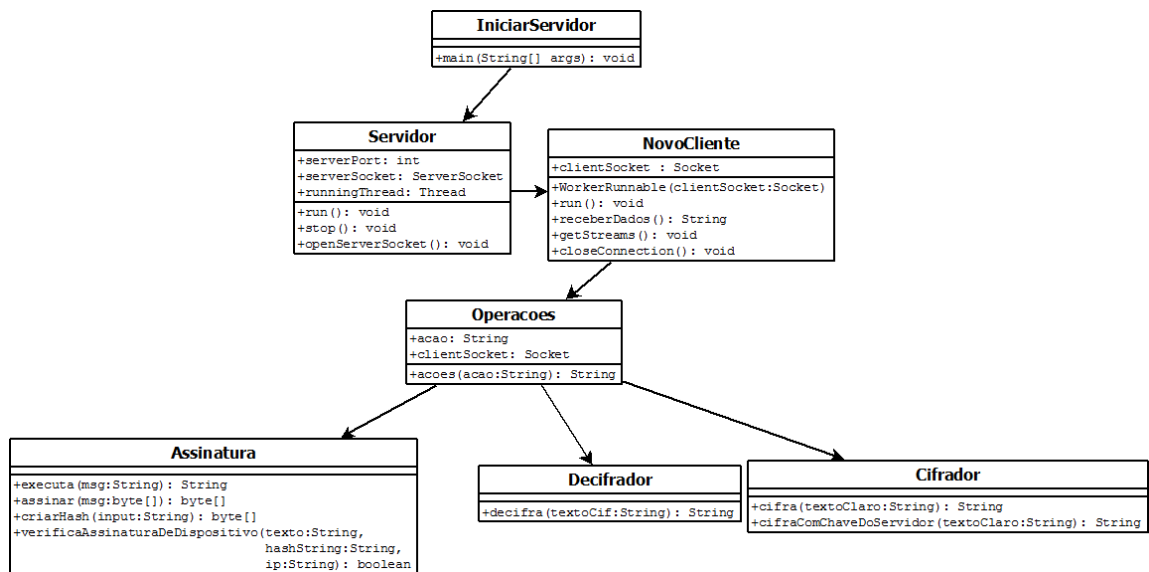 IniciarServidor
+main(String[] args): void
Servidor
+serverPort: int
+serverSocket: ServerSocket
+runningThread: Thread
+run(): void
+stop(): void
+openServerSocket(): void
NovoCliente
+clientSocket : Socket
+WorkerRunnable(clientSocket:Socket)
+run(): void
+receberDados(): String
+getStreams(): void
+closeConnection(): void
Operacoes
+acao: String
+clientSocket: Socket
+acoes(acao:String): String
Assinatura
+executa(msg:String): String
+assinar(msg:byte[]): byte[]
+criarHash(input:String): byte[]
+verificaAssinaturaDeDispositivo(texto:String,
hashString:String,
ip:String): boolean
Decifrador
+decifra(textoCif:String): String
Cifrador
+cifra(textoClaro:String): String
+cifraComChaveDoServidor(textoClaro:String): String